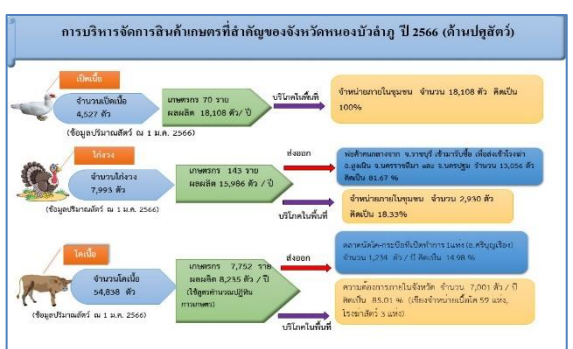 การบริหารจัดการสินค้าเกษตรที่สำคัญของจังหวัดหนองบัวลำภู ปี 2566 (ด้านปศุสัตว์)
เป็ดเนื้อ
จำนวนเป็ดเนื้อ
4,527 ตัว
(ข้อมูลปริมาณสัตว์ ณ 1 ม.ค. 2566)
เกษตรกร 70 ราย
ผลผลิต 18,108ตัว/ ปี
บริโภคในพื้นที่
จำหน่ายภายในชุมชน จำนวน 18,108 ตัว คิดเป็น
100%
ไก่งวง
จำนวนไก่งวง
7,993 ตัว
(ข้อมูลปริมาณสัตว์ ณ 1 ม.ค. 2566)
เกษตรกร 143 ราย
ผลผลิต 15,986 ตัว / ปี
ส่งออก
พ่อค้าคนกลางจาก จ.ราชบุรี เข้ามารับซื้อ เพื่อส่งเข้าโรงฆ่า
อ.สูงเนิน จ.นครราชสีมา และ จ.นครปฐม จำนวน 13,056 ตัว
คิดเป็น 81.67 %
บริโภคในพื้นที่
จำหน่ายภายในชุมชน จำนวน 2,930 ตัว
คิดเป็น 18.33%
โคเนื้อ
จำนวนโคเนื้อ
54,838 ตัว
(ข้อมูลปริมาณสัตว์ ณ 1 ม.ค. 2566)
เกษตรกร 7,752 ราย
ผลผลิต 8,235 ตัว / ปี
(ใช้สูตรคำนวณปฏิทิน
การเกษตร)
ส่งออก
ตลาดนัดโค-กระบือที่เปิดทำการ 1แห่ง (อ.ศรีบุญเรือง)
จำนวน 1,234 ตัว / ปี คิดเป็น 14.98 %
บริโภคในพื้นที่
ความต้องการภายในจังหวัด จำนวน 7,001 ตัว / ปี
คิดเป็น 85.01 % (เขียงจำหน่ายเนื้อโค 59 แห่ง,
โรงฆ่าสัตว์ 3 แห่ง)